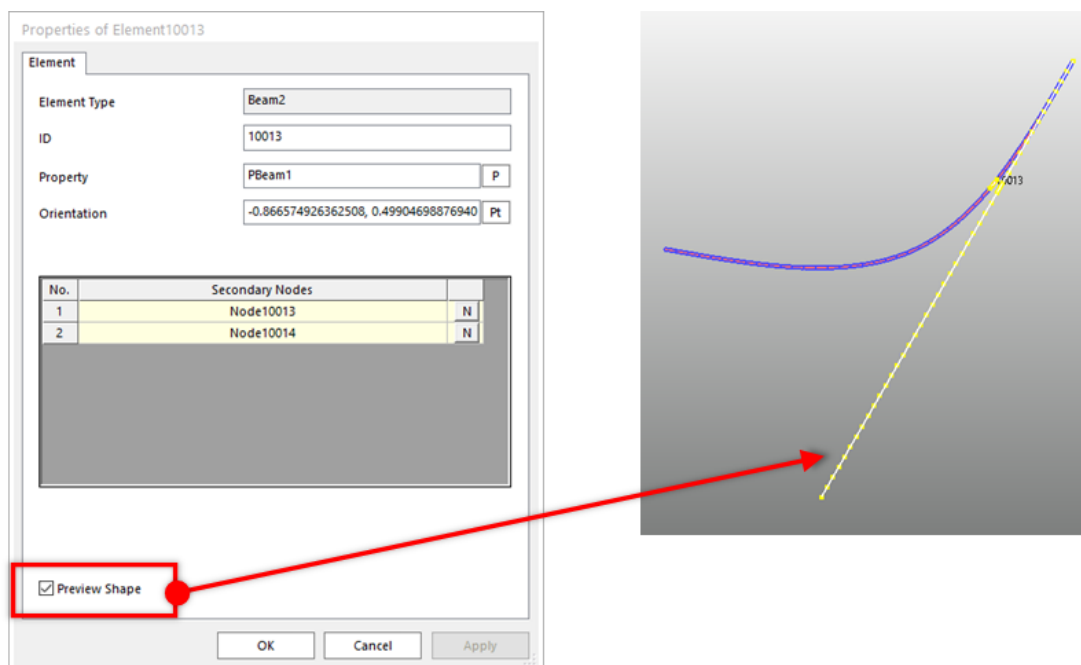 Properties of Element10013
Element
Element Type Beam2
ID 10013
Property PBeam1 P
Orientation -0.866574926362508, 0.49904698876940 Pt
No. Secondary Nodes
1 Node10013 N
2 Node10014 N
Preview Shape
OK Cancel Apply
10013